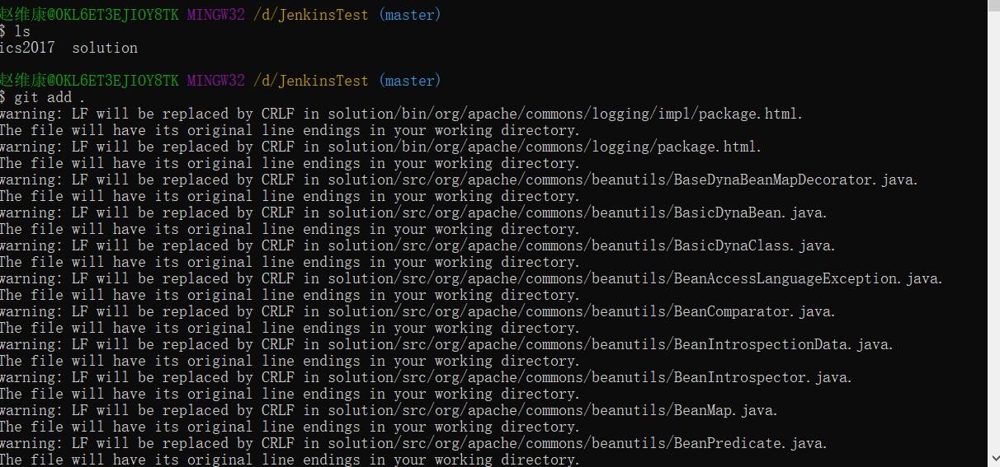 赵维康@OKL6ET3EJIOY8TK MINGW32 /d/JenkinsTest (master)
$ ls
ics2017  solution
赵维康@OKL6ET3EJIOY8TK MINGW32 /d/JenkinsTest (master)
$ git add .
warning: LF will be replaced by CRLF in solution/bin/org/apache/commons/logging/impl/package.html.
The file will have its original line endings in your working directory.
warning: LF will be replaced by CRLF in solution/bin/org/apache/commons/logging/package.html.
The file will have its original line endings in your working directory.
warning: LF will be replaced by CRLF in solution/src/org/apache/commons/beanutils/BaseDynaBeanMapDecorator.java.
The file will have its original line endings in your working directory.
warning: LF will be replaced by CRLF in solution/src/org/apache/commons/beanutils/BasicDynaBean.java.
The file will have its original line endings in your working directory.
warning: LF will be replaced by CRLF in solution/src/org/apache/commons/beanutils/BasicDynaClass.java.
The file will have its original line endings in your working directory.
warning: LF will be replaced by CRLF in solution/src/org/apache/commons/beanutils/BeanAccessLanguageException.java.
The file will have its original line endings in your working directory.
warning: LF will be replaced by CRLF in solution/src/org/apache/commons/beanutils/BeanComparator.java.
The file will have its original line endings in your working directory.
warning: LF will be replaced by CRLF in solution/src/org/apache/commons/beanutils/BeanIntrospectionData.java.
The file will have its original line endings in your working directory.
warning: LF will be replaced by CRLF in solution/src/org/apache/commons/beanutils/BeanIntrospector.java.
The file will have its original line endings in your working directory.
warning: LF will be replaced by CRLF in solution/src/org/apache/commons/beanutils/BeanMap.java.
The file will have its original line endings in your working directory.
warning: LF will be replaced by CRLF in solution/src/org/apache/commons/beanutils/BeanPredicate.java.
The file will have its original line endings in your working directory.